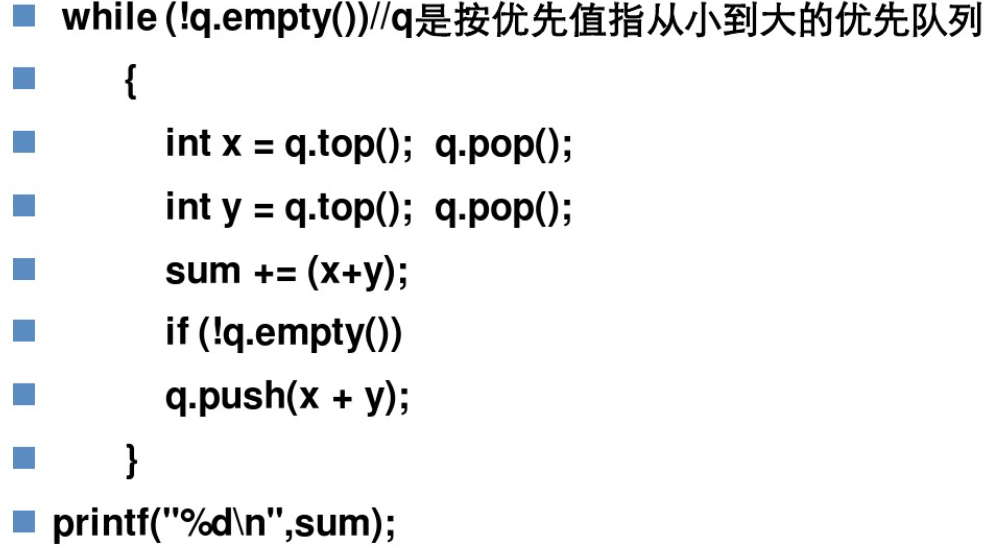 while (!q.empty())//q是按优先值指从小到大的优先队列
{
int x = q.top(); q.pop();
int y = q.top(); q.pop();
sum += (x+y);
if (!q.empty())
q.push(x + y);
}
printf("%d\n",sum);